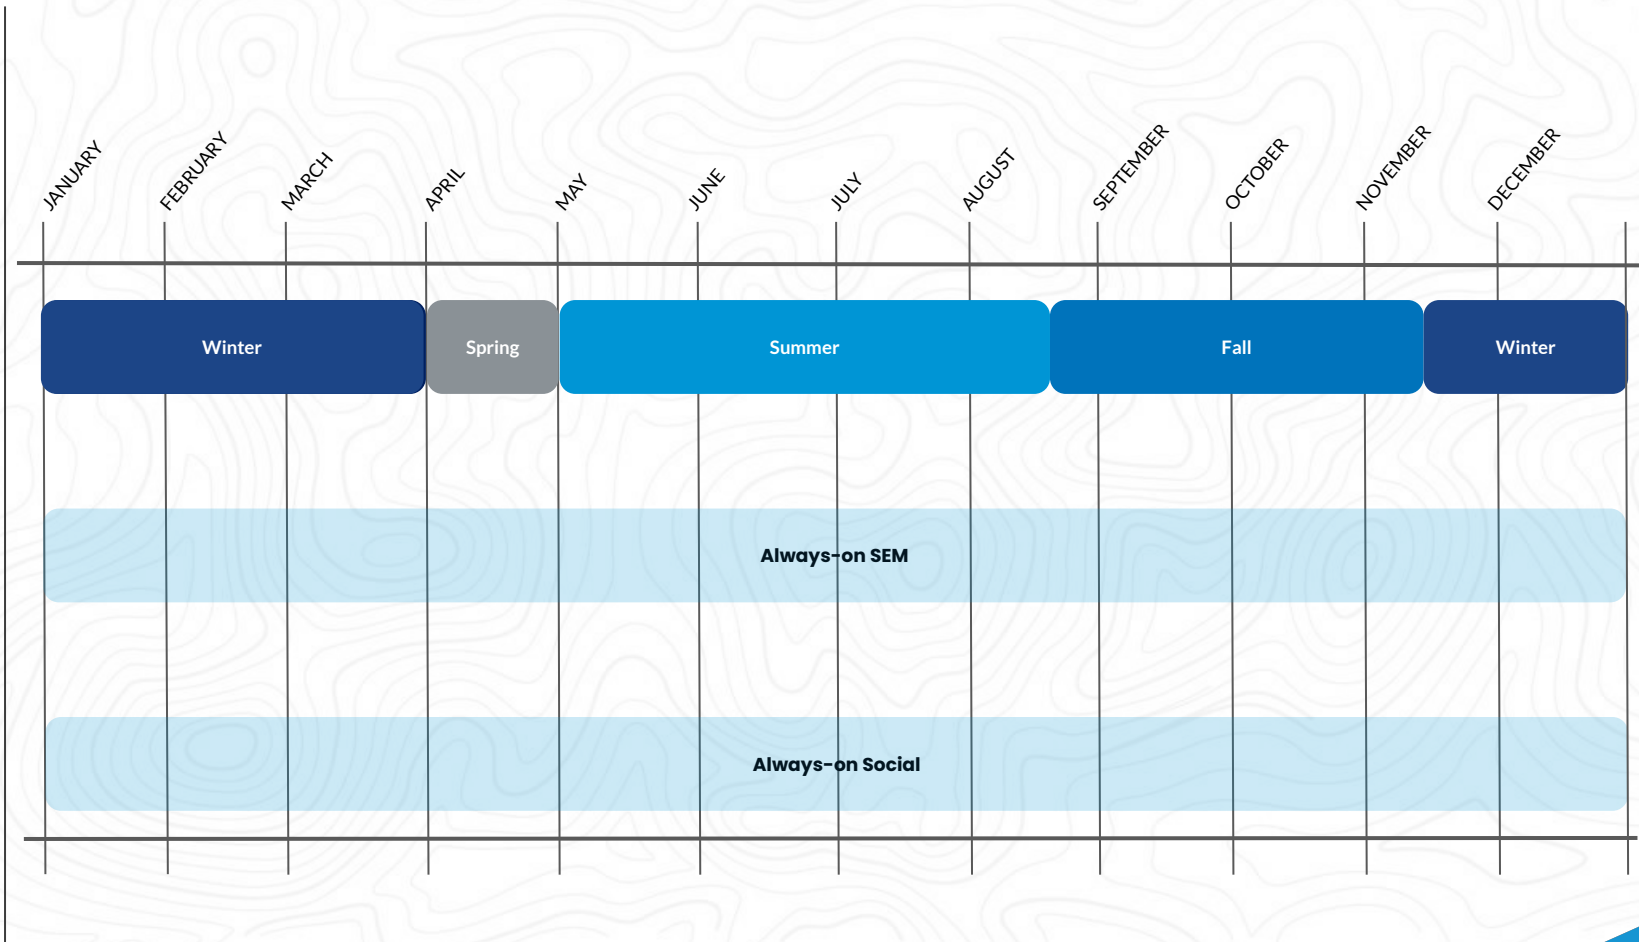 JANUARY
FEBRUARY
MARCH
APRIL
MAY
JUNE
JULY
AUGUST
SEPTEMBER
OCTOBER
NOVEMBER
DECEMBER
Winter
Spring
Summer
Fall
Winter
Always-on SEM
Always-on Social